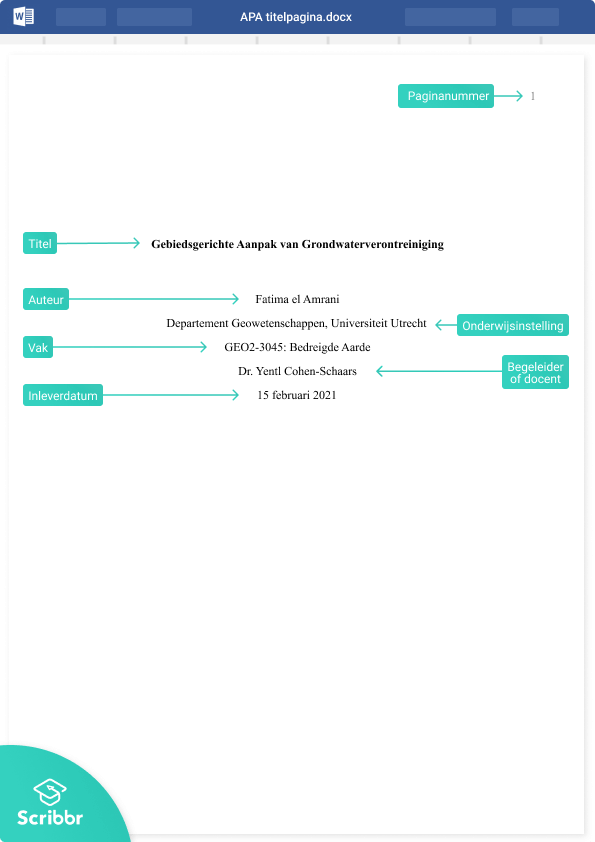 W
APA titelpagina.docx
Paginanummer 1
Titel Gebiedsgerichte Aanpak van Grondwaterverontreiniging
Auteur Fatima el Amrani
Departement Geowetenschappen, Universiteit Utrecht Onderwijsinstelling
Vak GEO2-3045: Bedreigde Aarde
Dr. Yentl Cohen-Schaars Begeleider
of docent
Inleverdatum 15 februari 2021
Scribbr